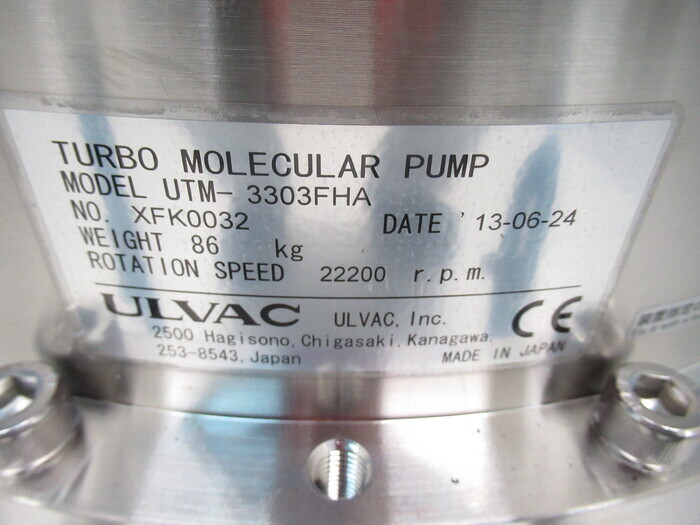 TURBO MOLECULAR PUMP
MODEL UTM- 3303FHA
NO. XFK0032 DATE '13-06-24
WEIGHT 86 kg
ROTATION SPEED 22200 r.p.m.
ULVAC ULVAC, Inc. CE
2500 Hagisono, Chigasaki, Kanagawa,
253-8543, Japan MADE IN JAPAN